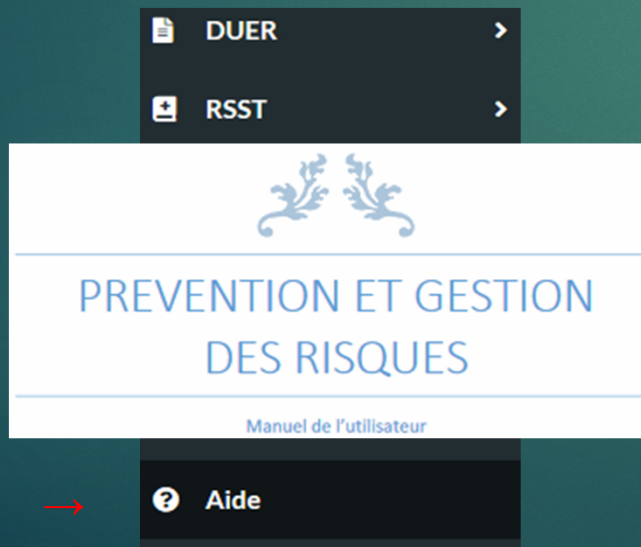 DUER
RSST
PREVENTION ET GESTION
DES RISQUES
Manuel de l'utilisateur
Aide